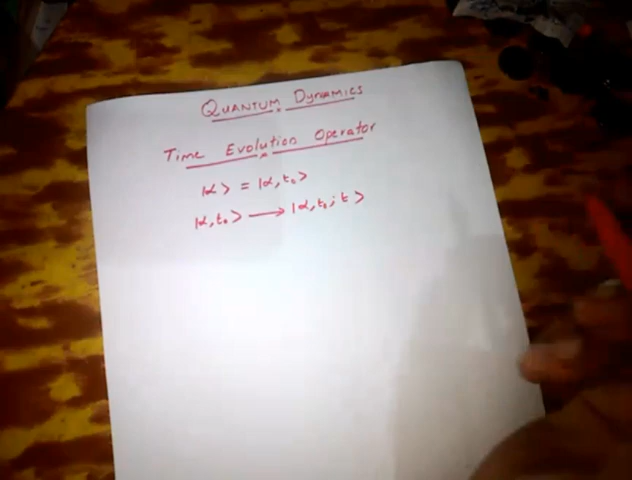 QUANTUM DYNAMICS
Time Evolution Operator
|α> = |α, t₀>
|α, t₀> ⟶ |α, t₀; t>